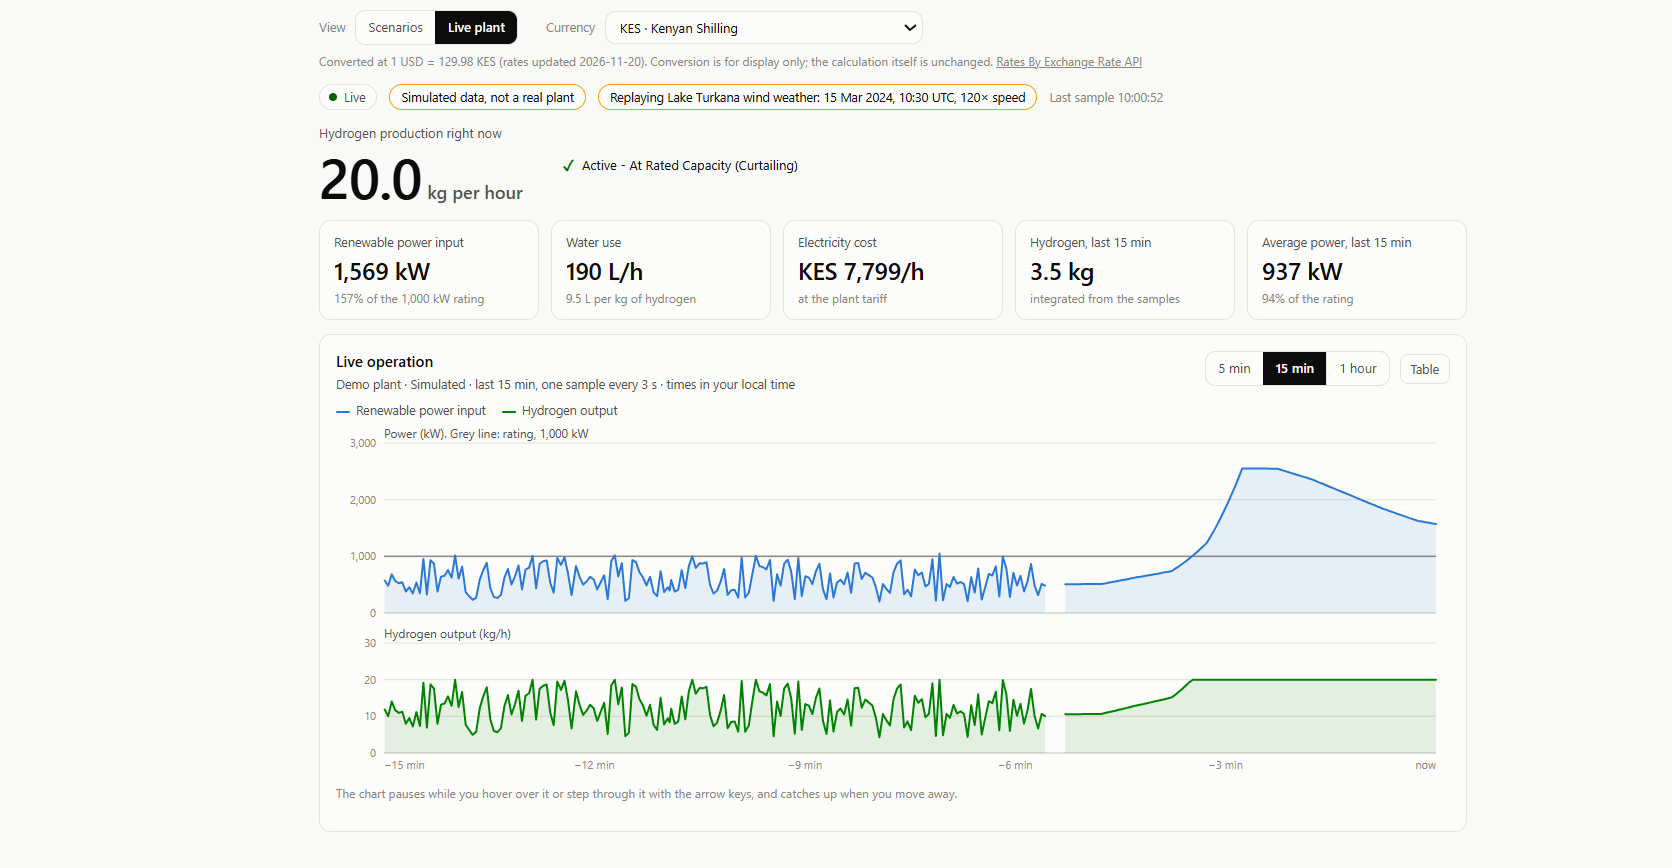 View Scenarios Live plant Currency KES · Kenyan Shilling
Converted at 1 USD = 129.98 KES (rates updated 2026-11-20). Conversion is for display only; the calculation itself is unchanged. Rates By Exchange Rate API
Live Simulated data, not a real plant Replaying Lake Turkana wind weather: 15 Mar 2024, 10:30 UTC, 120× speed Last sample 10:00:52
Hydrogen production right now
20.0 kg per hour
✓ Active - At Rated Capacity (Curtailing)
Renewable power input
1,569 kW
157% of the 1,000 kW rating
Water use
190 L/h
9.5 L per kg of hydrogen
Electricity cost
KES 7,799/h
at the plant tariff
Hydrogen, last 15 min
3.5 kg
integrated from the samples
Average power, last 15 min
937 kW
94% of the rating
Live operation
Demo plant · Simulated · last 15 min, one sample every 3 s · times in your local time
5 min 15 min 1 hour Table
Renewable power input Hydrogen output
Power (kW). Grey line: rating, 1,000 kW
3,000
2,000
1,000
0
Hydrogen output (kg/h)
30
20
10
0
−15 min −12 min −9 min −6 min −3 min now
The chart pauses while you hover over it or step through it with the arrow keys, and catches up when you move away.